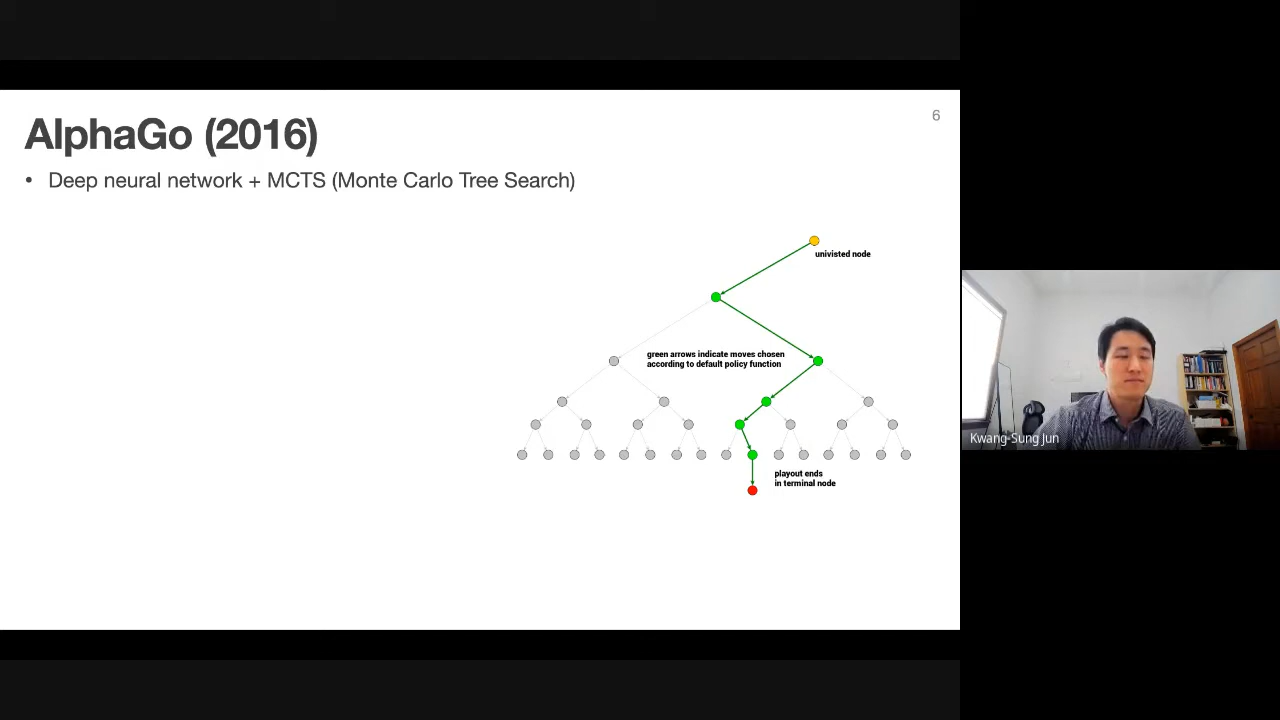 6
AlphaGo (2016)
• Deep neural network + MCTS (Monte Carlo Tree Search)
univisted node
green arrows indicate moves chosen
according to default policy function
playout ends
in terminal node
Kwang-Sung Jun